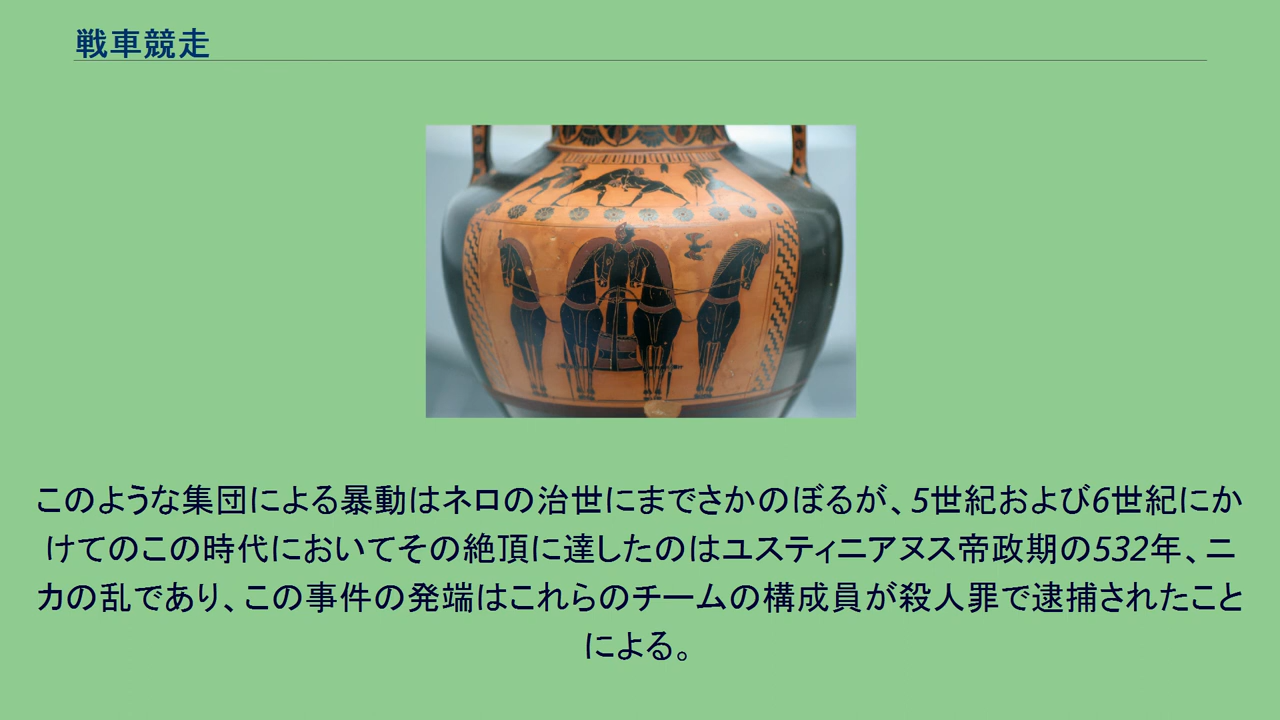 戦車競走
このような集団による暴動はネロの治世にまでさかのぼるが、5世紀および6世紀にか
けてのこの時代においてその絶頂に達したのはユスティニアヌス帝政期の532年、ニ
カの乱であり、この事件の発端はこれらのチームの構成員が殺人罪で逮捕されたこと
による。